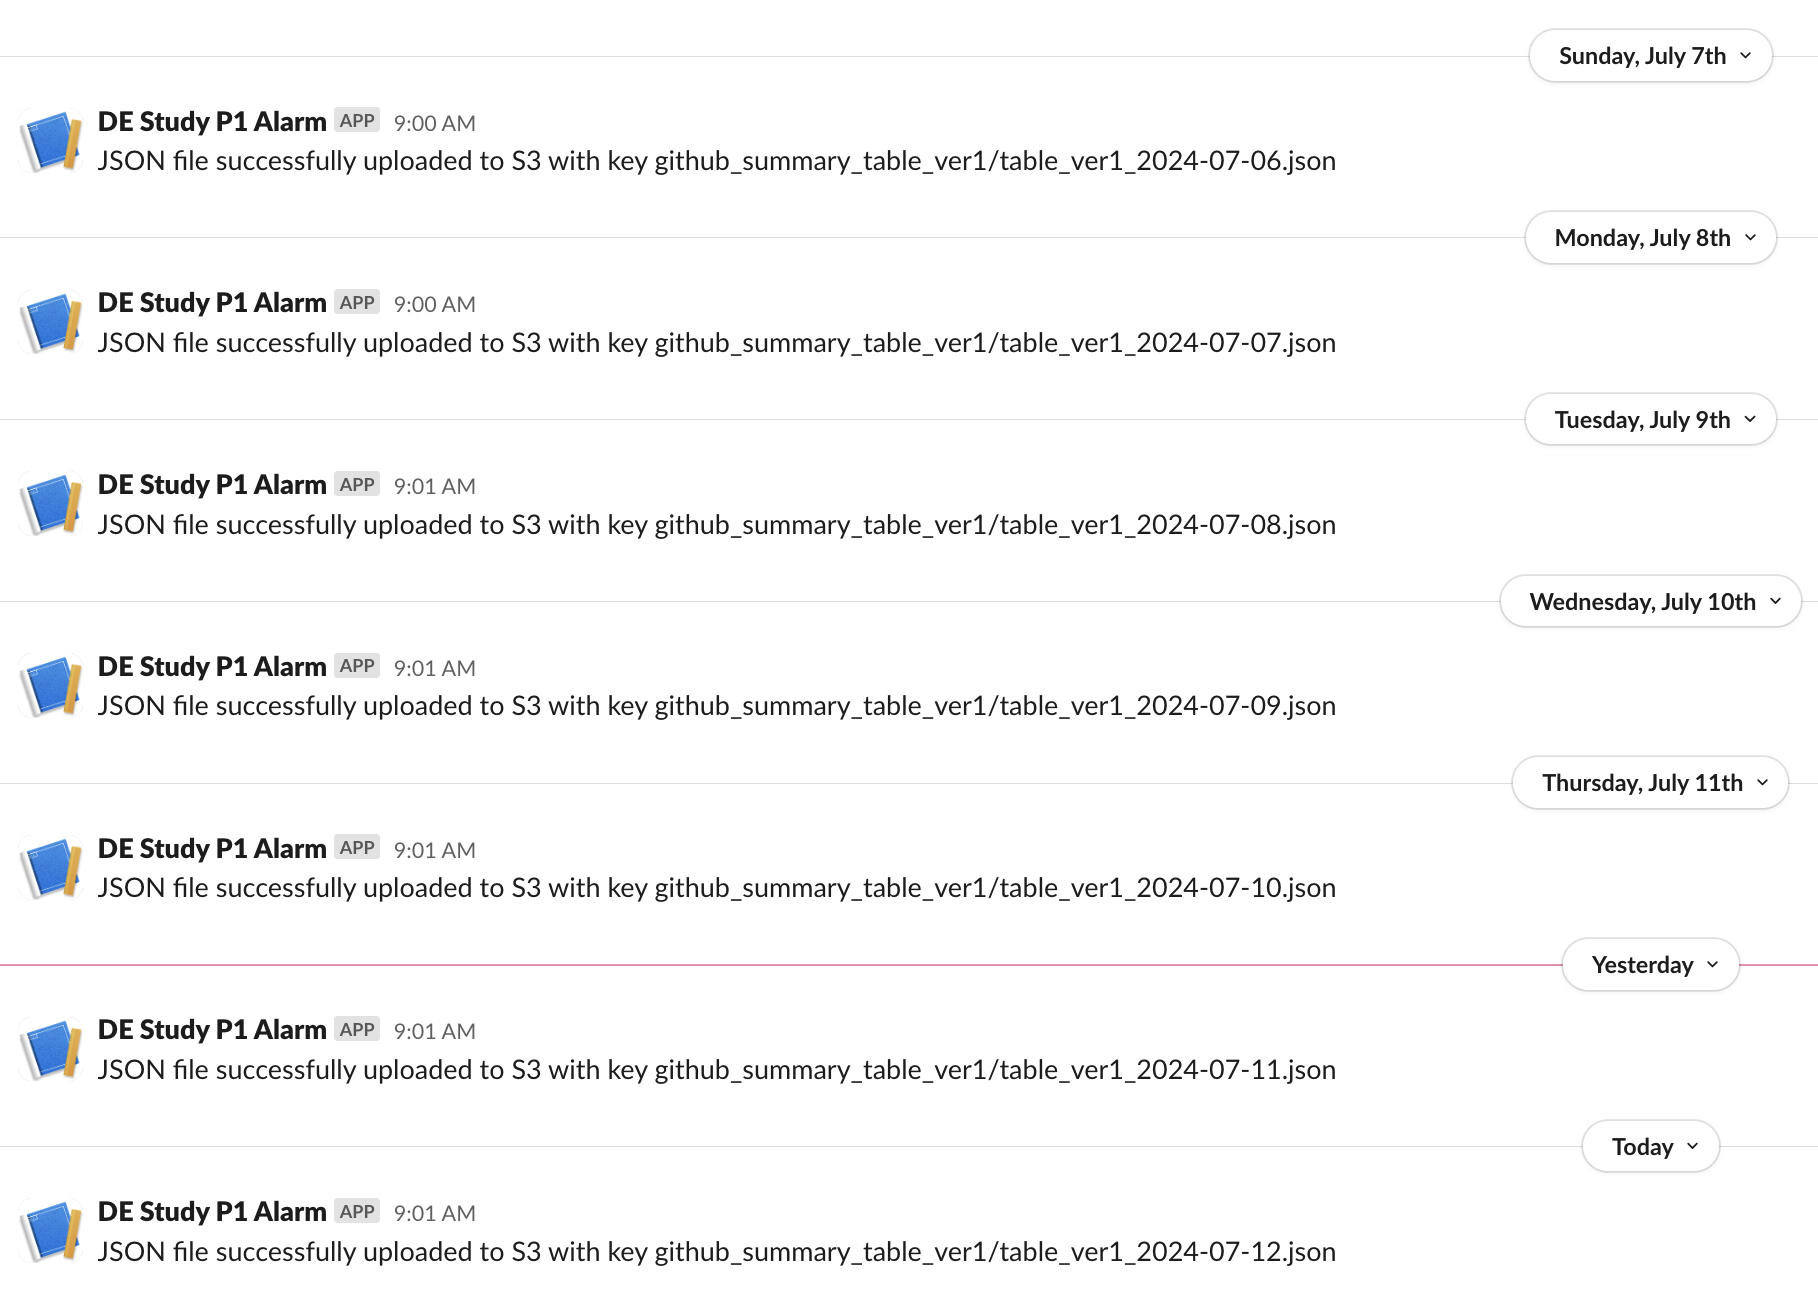 Sunday, July 7th
DE Study P1 Alarm APP 9:00 AM
JSON file successfully uploaded to S3 with key github_summary_table_ver1/table_ver1_2024-07-06.json
Monday, July 8th
DE Study P1 Alarm APP 9:00 AM
JSON file successfully uploaded to S3 with key github_summary_table_ver1/table_ver1_2024-07-07.json
Tuesday, July 9th
DE Study P1 Alarm APP 9:01 AM
JSON file successfully uploaded to S3 with key github_summary_table_ver1/table_ver1_2024-07-08.json
Wednesday, July 10th
DE Study P1 Alarm APP 9:01 AM
JSON file successfully uploaded to S3 with key github_summary_table_ver1/table_ver1_2024-07-09.json
Thursday, July 11th
DE Study P1 Alarm APP 9:01 AM
JSON file successfully uploaded to S3 with key github_summary_table_ver1/table_ver1_2024-07-10.json
Yesterday
DE Study P1 Alarm APP 9:01 AM
JSON file successfully uploaded to S3 with key github_summary_table_ver1/table_ver1_2024-07-11.json
Today
DE Study P1 Alarm APP 9:01 AM
JSON file successfully uploaded to S3 with key github_summary_table_ver1/table_ver1_2024-07-12.json